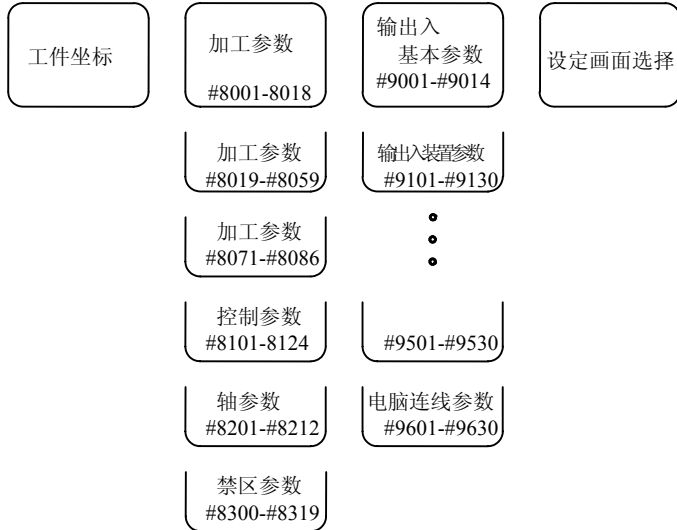 工件坐标
加工参数
#8001-8018
输出入
基本参数
#9001-#9014
设定画面选择
加工参数
#8019-#8059
输出入装置参数
#9101-#9130
加工参数
#8071-#8086
控制参数
#8101-8124
#9501-#9530
轴参数
#8201-#8212
电脑连线参数
#9601-#9630
禁区参数
#8300-#8319